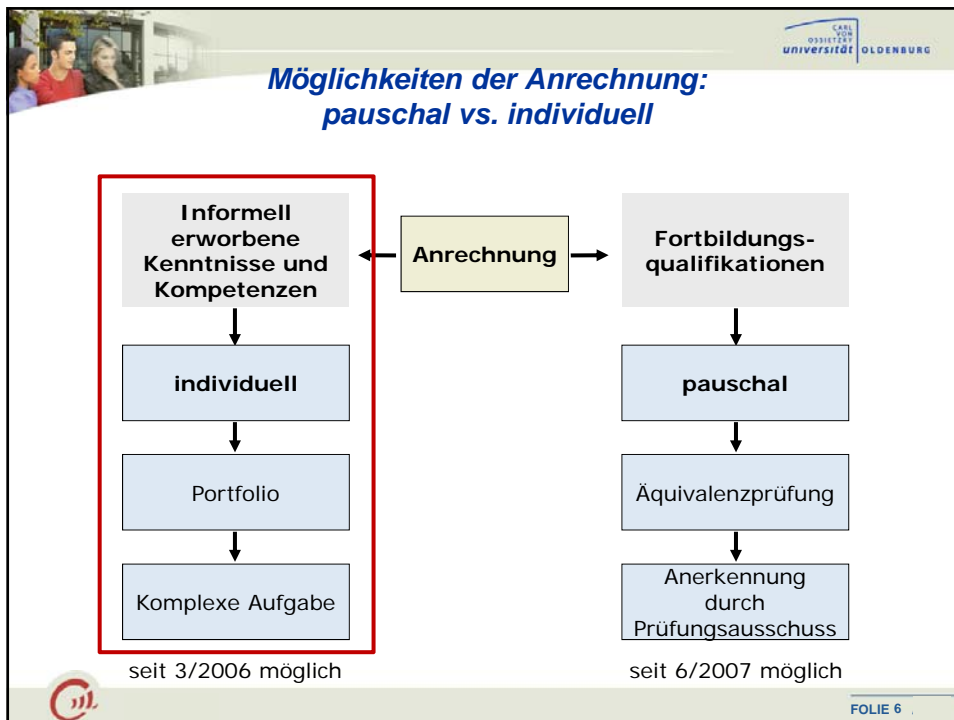 CARL
VON
OSSIETZKY
universität OLDENBURG
Möglichkeiten der Anrechnung:
pauschal vs. individuell
Informell
erworbene
Kenntnisse und
Kompetenzen
Anrechnung
Fortbildungs-
qualifikationen
individuell
pauschal
Portfolio
Äquivalenzprüfung
Komplexe Aufgabe
Anerkennung
durch
Prüfungsausschuss
seit 3/2006 möglich
seit 6/2007 möglich
FOLIE 6